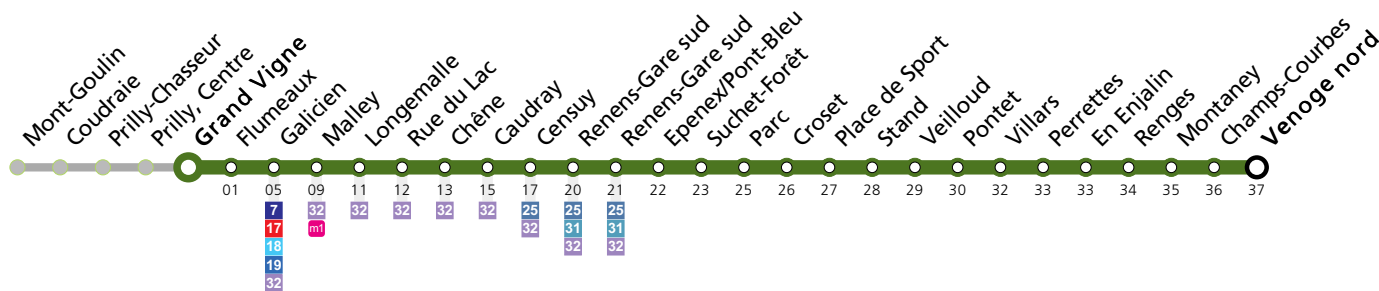 Mont-Goulin
Coudraie
Prilly-Chasseur
Prilly, Centre
Grand Vigne
Flumeaux
Galicien
Malley
Longemalle
Rue du Lac
Chêne
Caudray
Censuy
Renens-Gare sud
Renens-Gare sud
Epenex/Pont-Bleu
Suchet-Forêt
Parc
Croset
Place de Sport
Stand
Veilloud
Pontet
Villars
Perrettes
En Enjalin
Renges
Montaney
Champs-Courbes
Venoge nord
01 05 09 11 12 13 15 17 20 21 22 23 25 26 27 28 29 30 32 33 33 34 35 36 37
7 32 32 32 32 32 25 25 25
17 m1 32 31 31
18 32 32
19
32